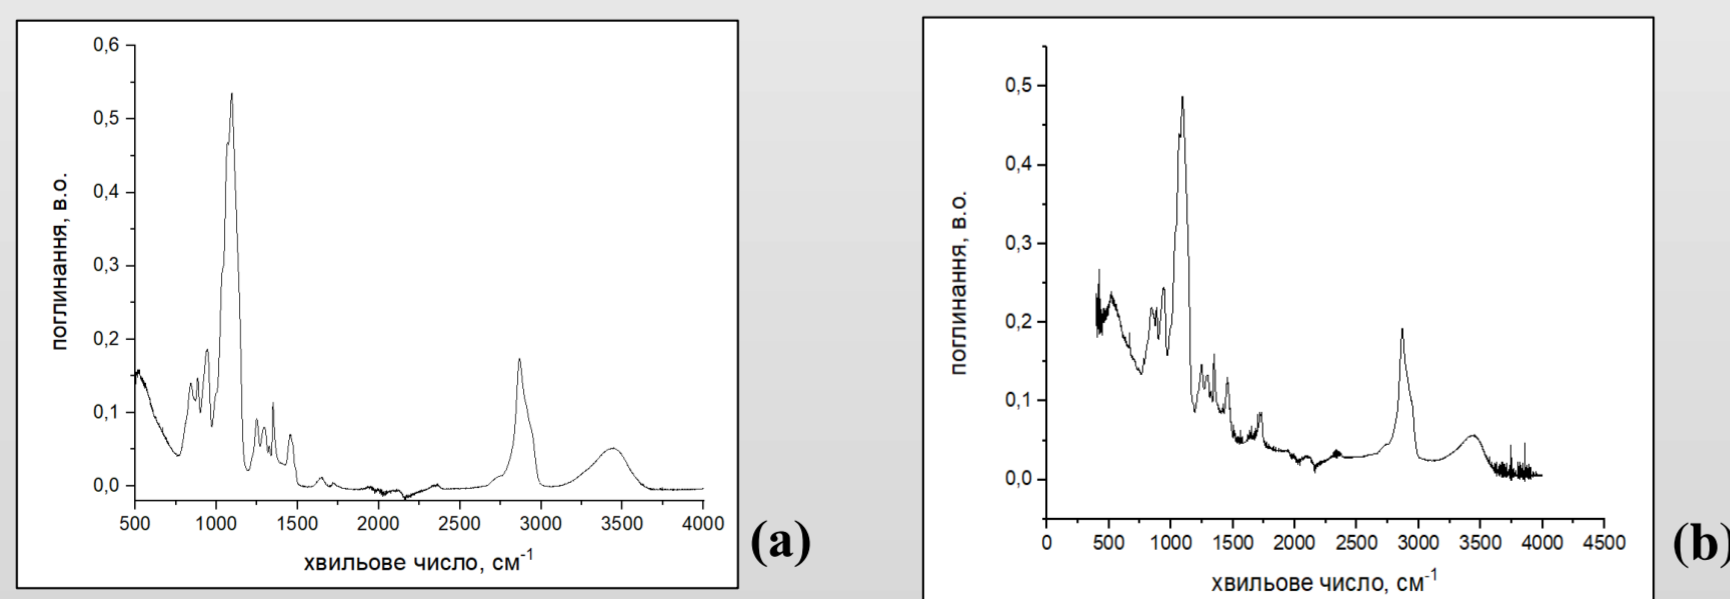 0,6
0,5
0,4
0,3
0,2
0,1
0,0
поглинання, в.о.
500 1000 1500 2000 2500 3000 3500 4000
хвильове число, см-1
(a)
0,5
0,4
0,3
0,2
0,1
0,0
поглинання, в.о.
0 500 1000 1500 2000 2500 3000 3500 4000 4500
хвильове число, см-1
(b)